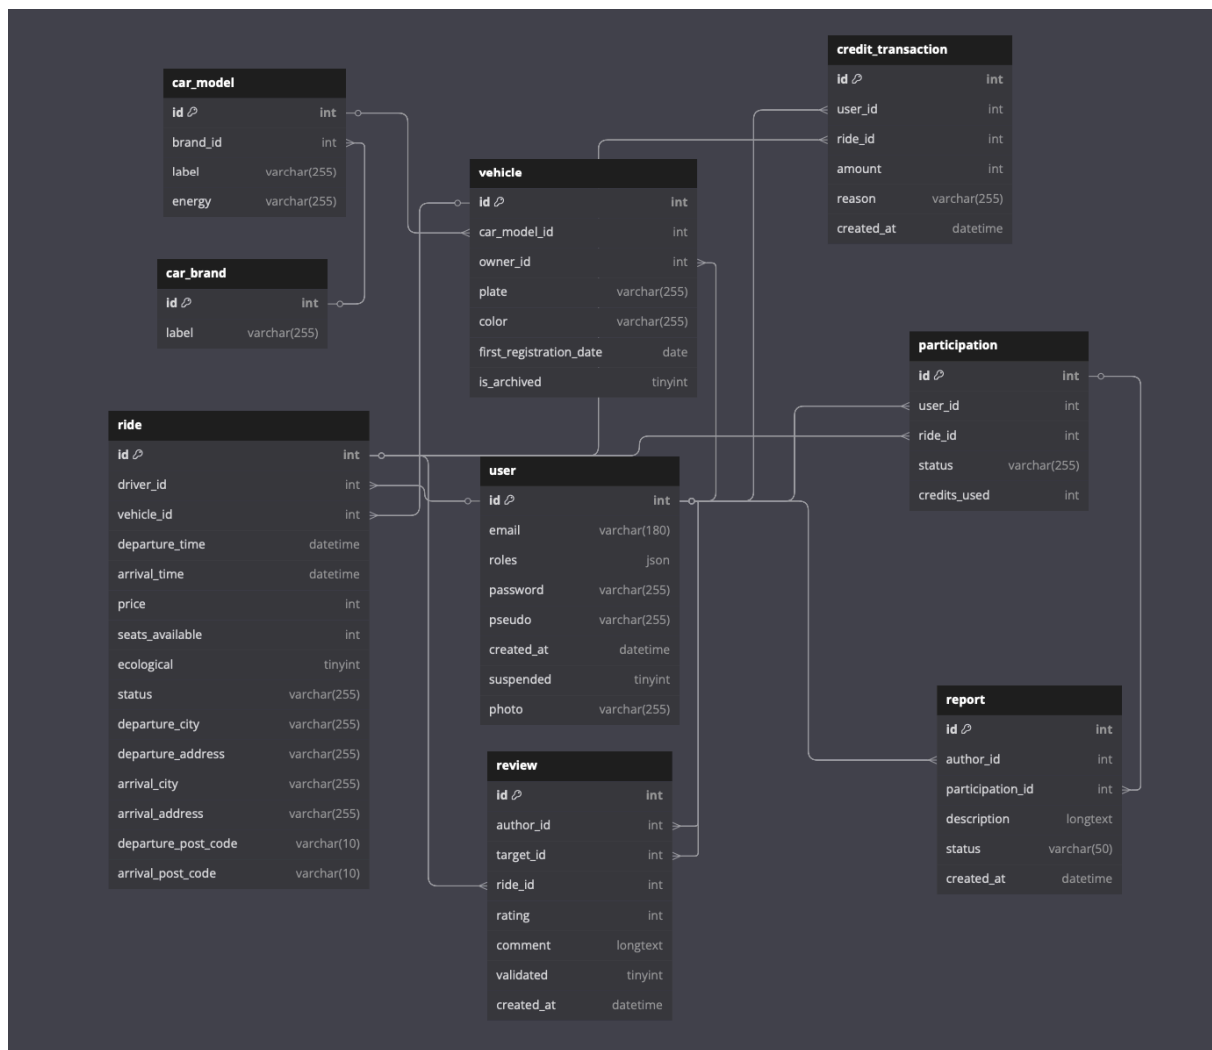 car_model
id int
brand_id int
label varchar(255)
energy varchar(255)
car_brand
id int
label varchar(255)
vehicle
id int
car_model_id int
owner_id int
plate varchar(255)
color varchar(255)
first_registration_date date
is_archived tinyint
credit_transaction
id int
user_id int
ride_id int
amount int
reason varchar(255)
created_at datetime
participation
id int
user_id int
ride_id int
status varchar(255)
credits_used int
ride
id int
driver_id int
vehicle_id int
departure_time datetime
arrival_time datetime
price int
seats_available int
ecological tinyint
status varchar(255)
departure_city varchar(255)
departure_address varchar(255)
arrival_city varchar(255)
arrival_address varchar(255)
departure_post_code varchar(10)
arrival_post_code varchar(10)
user
id int
email varchar(180)
roles json
password varchar(255)
pseudo varchar(255)
created_at datetime
suspended tinyint
photo varchar(255)
review
id int
author_id int
target_id int
ride_id int
rating int
comment longtext
validated tinyint
created_at datetime
report
id int
author_id int
participation_id int
description longtext
status varchar(50)
created_at datetime